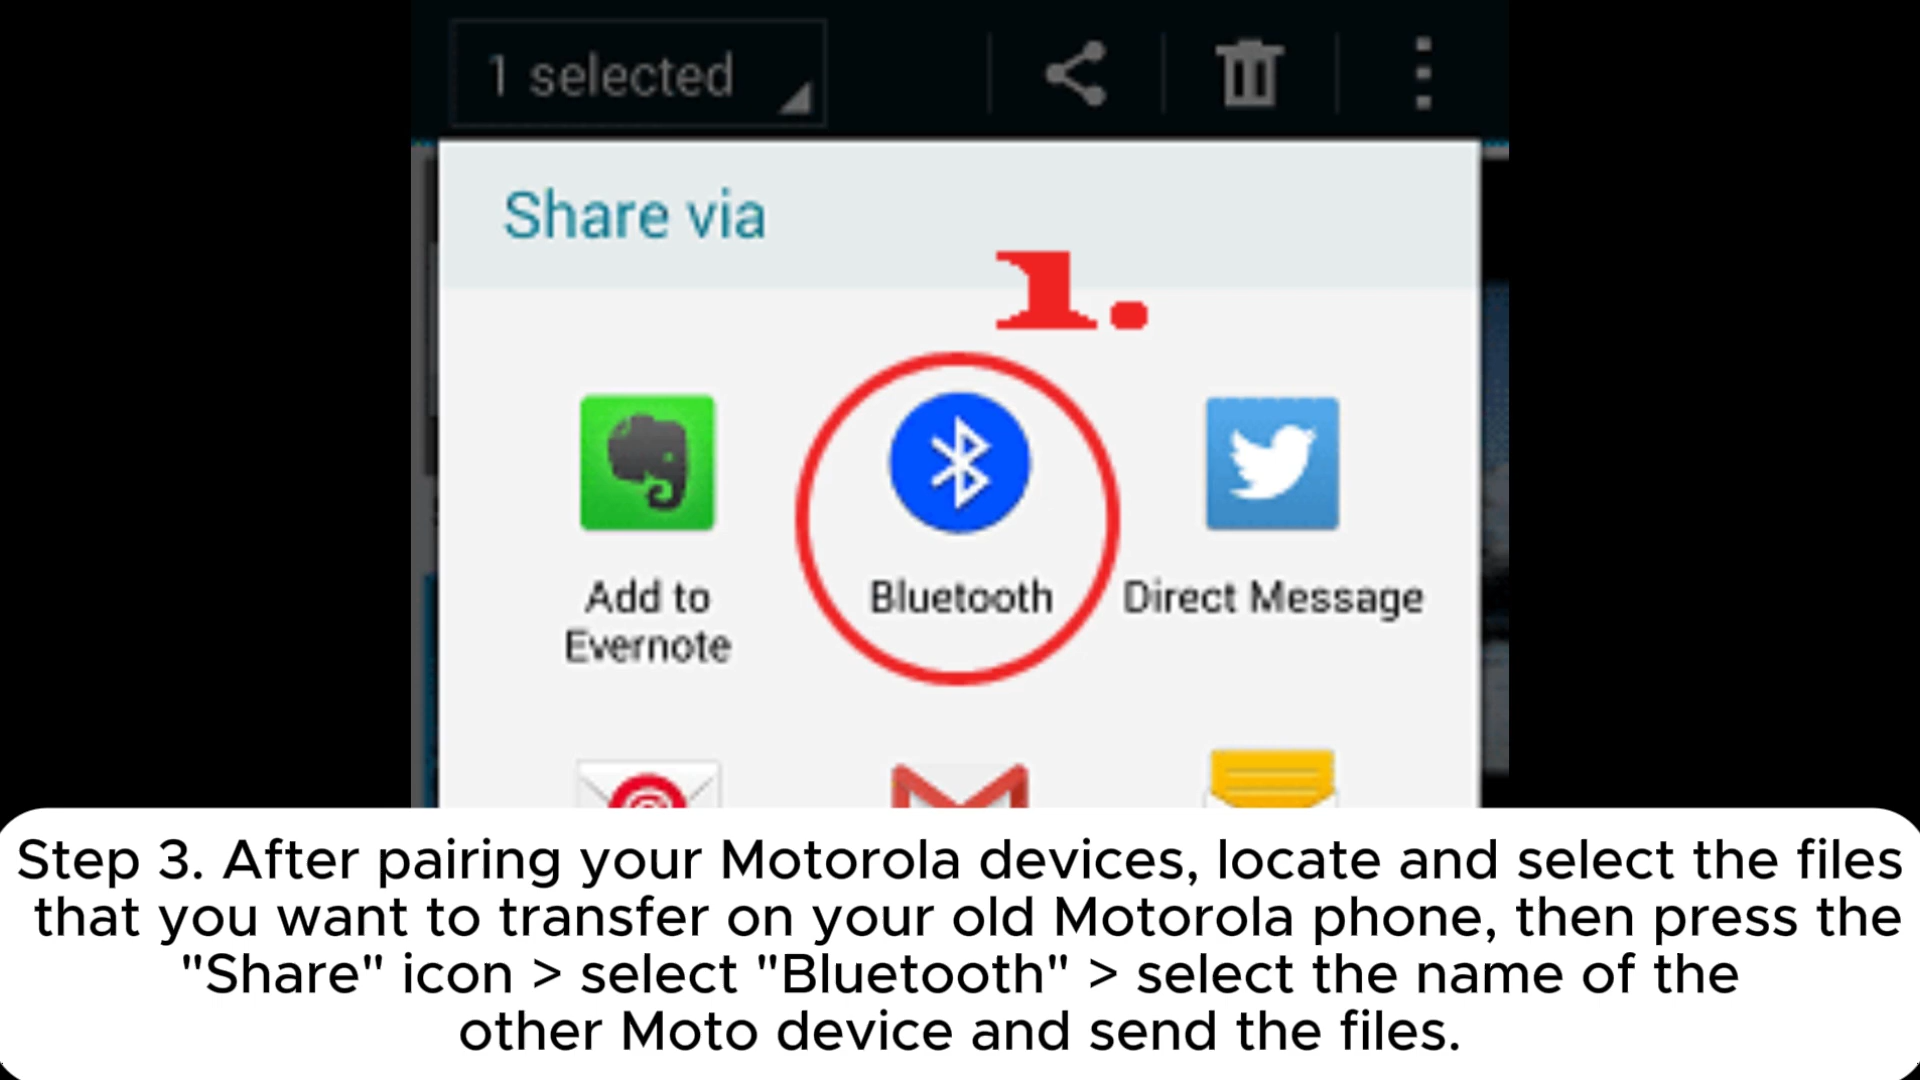 1 selected
Share via
1.
Add to
Evernote
Bluetooth
Direct Message
Step 3. After pairing your Motorola devices, locate and select the files
that you want to transfer on your old Motorola phone, then press the
"Share" icon > select "Bluetooth" > select the name of the
other Moto device and send the files.